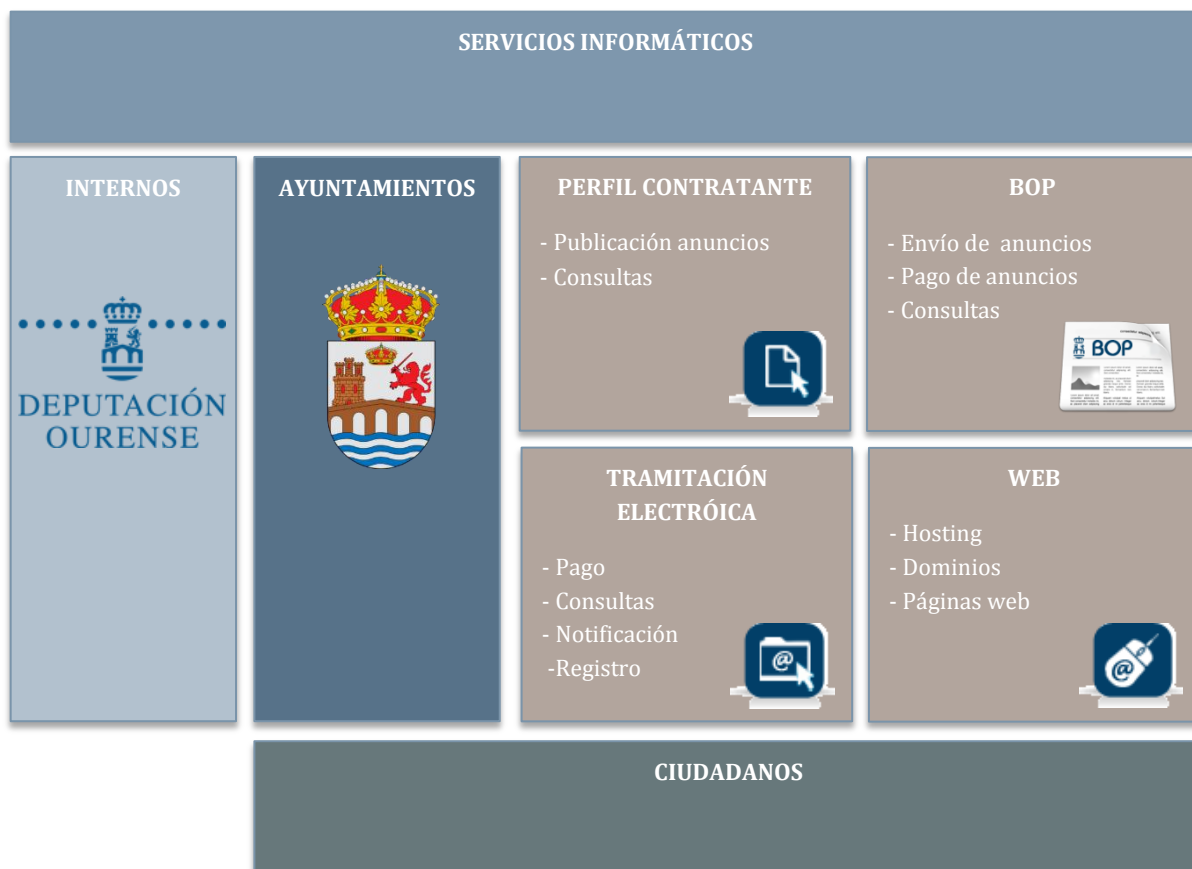 SERVICIOS INFORMÁTICOS
INTERNOS
DEPUTACIÓN
OURENSE
AYUNTAMIENTOS
PERFIL CONTRATANTE
- Publicación anuncios
- Consultas
BOP
- Envío de anuncios
- Pago de anuncios
- Consultas
BOP
TRAMITACIÓN
ELECTRÓICA
- Pago
- Consultas
- Notificación
-Registro
@
WEB
- Hosting
- Dominios
- Páginas web
@
CIUDADANOS